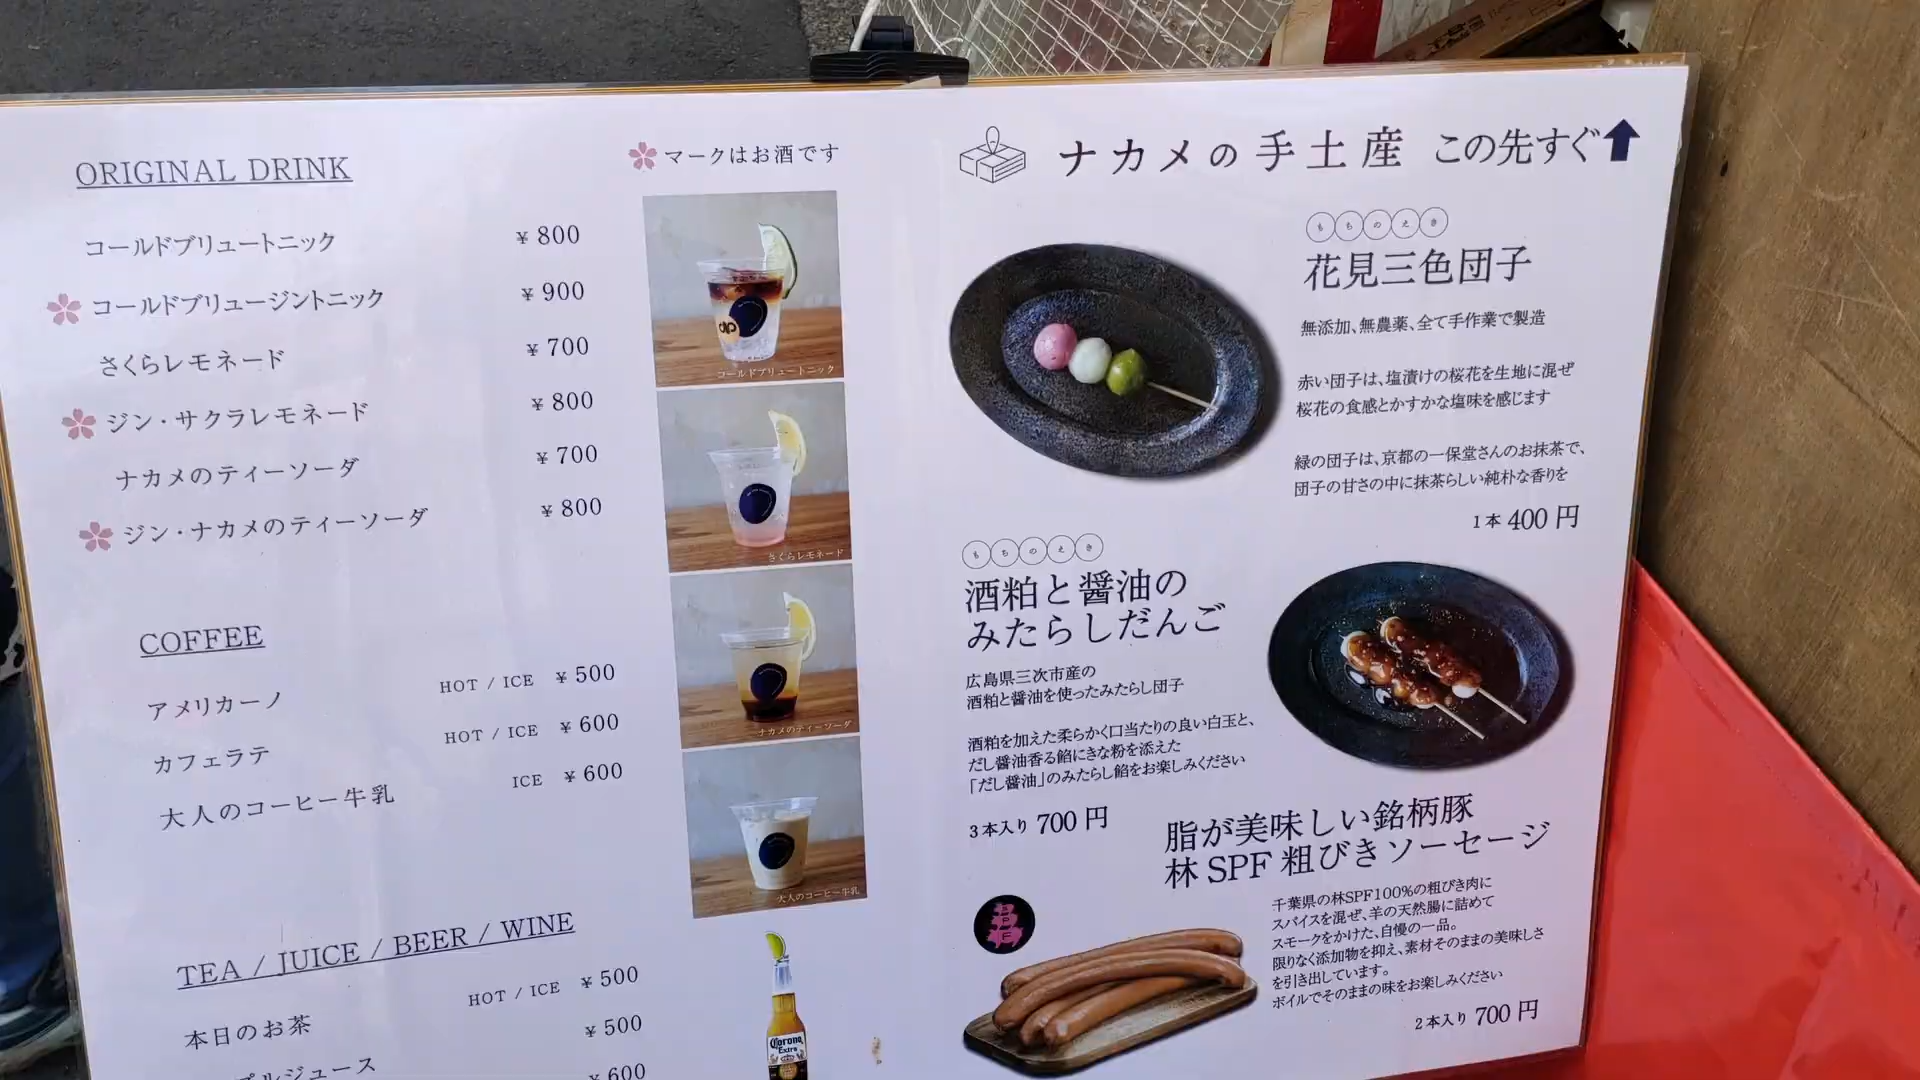 ORIGINAL DRINK
マークはお酒です
コールドブリュートニック ¥800
コールドブリュージントニック ¥900
さくらレモネード ¥700
ジン・サクラレモネード ¥800
ナカメのティーソーダ ¥700
ジン・ナカメのティーソーダ ¥800
コールドブリュートニック
さくらレモネード
ナカメのティーソーダ
大人のコーヒー牛乳
COFFEE
アメリカーノ HOT / ICE ¥500
カフェラテ HOT / ICE ¥600
大人のコーヒー牛乳 ICE ¥600
TEA / JUICE / BEER / WINE
本日のお茶 HOT / ICE ¥500
プルジュース ¥500
¥600
Corona
Extra
ナカメの手土産 この先すぐ
もちのえき
花見三色団子
無添加、無農薬、全て手作業で製造
赤い団子は、塩漬けの桜花を生地に混ぜ
桜花の食感とかすかな塩味を感じます
緑の団子は、京都の一保堂さんのお抹茶で、
団子の甘さの中に抹茶らしい純朴な香りを
1本 400 円
もちのえき
酒粕と醤油の
みたらしだんご
広島県三次市産の
酒粕と醤油を使ったみたらし団子
酒粕を加えた柔らかく口当たりの良い白玉と、
だし醤油香る餡にきな粉を添えた
「だし醤油」のみたらし餡をお楽しみください
3本入り 700 円
脂が美味しい銘柄豚
林 SPF 粗びきソーセージ
千葉県の林SPF100%の粗びき肉に
スパイスを混ぜ、羊の天然腸に詰めて
スモークをかけた、自慢の一品。
限りなく添加物を抑え、素材そのままの美味しさ
を引き出しています。
ボイルでそのままの味をお楽しみください
2本入り 700 円